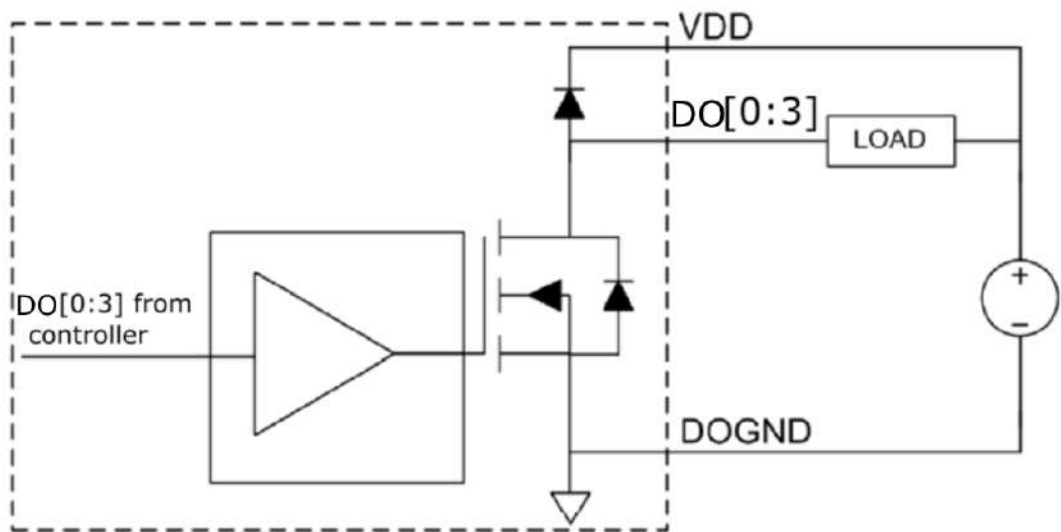 VDD
DO[0:3]
LOAD
DO[0:3] from
controller
+
−
DOGND